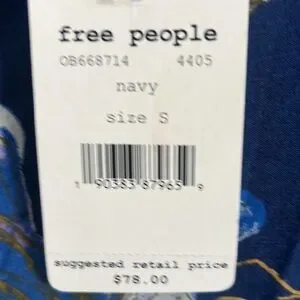 free people
OB668714 4405
navy
size S
1 90383 87965 9
suggested retail price
$78.00